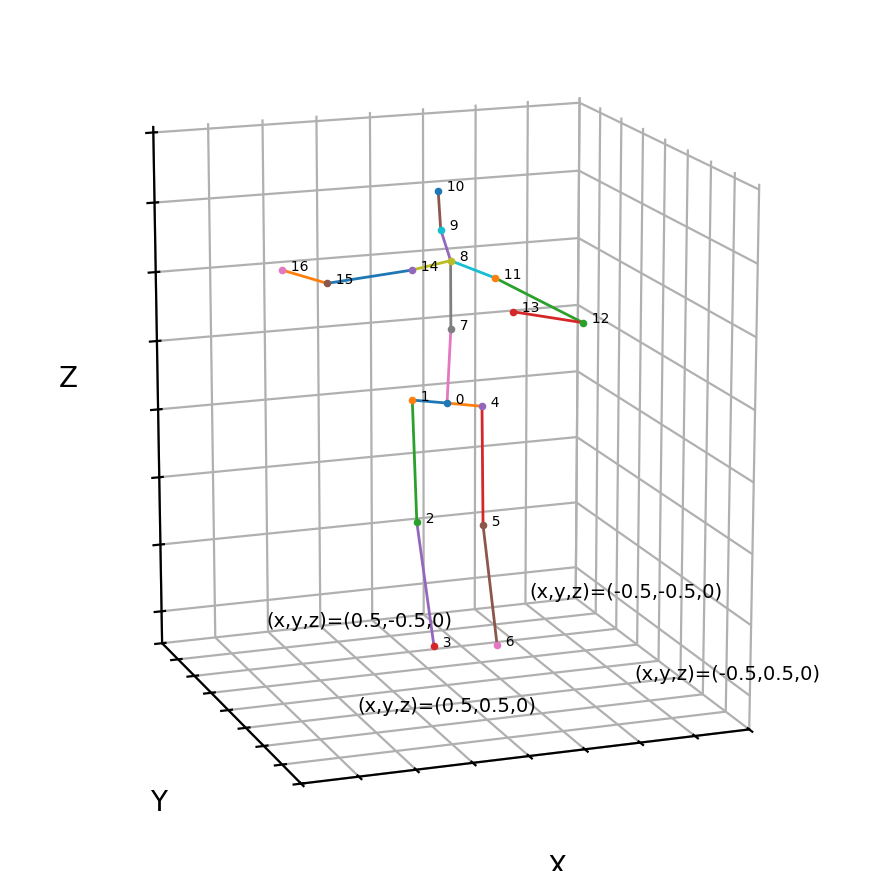 10
9
8
16
14
11
15
13
12
7
Z
1
0
4
2
5
(x,y,z)=(-0.5,-0.5,0)
(x,y,z)=(0.5,-0.5,0)
3
6
(x,y,z)=(-0.5,0.5,0)
(x,y,z)=(0.5,0.5,0)
Y
X